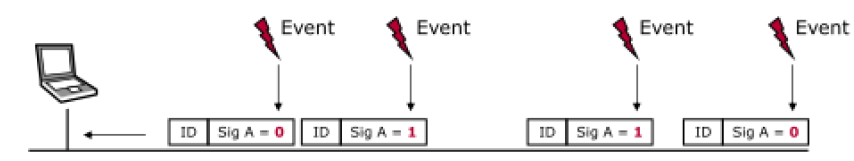 Event Event Event Event
ID Sig A = 0 ID Sig A = 1 ID Sig A = 1 ID Sig A = 0